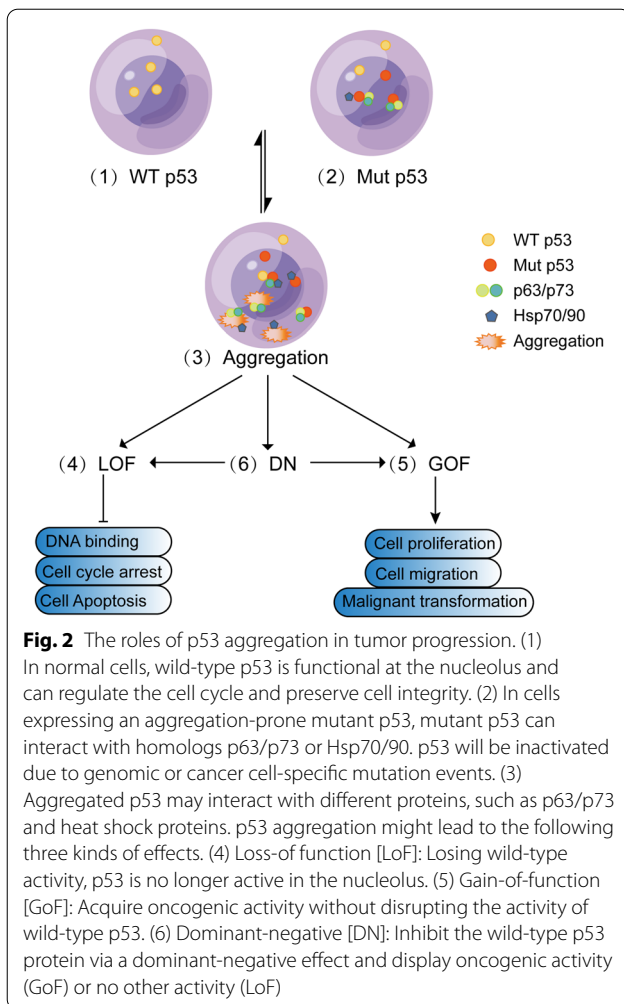 (1) WT p53
(2) Mut p53
WT p53
Mut p53
p63/p73
Hsp70/90
Aggregation
(3) Aggregation
(4) LOF
(6) DN
(5) GOF
DNA binding
Cell cycle arrest
Cell Apoptosis
Cell proliferation
Cell migration
Malignant transformation
Fig. 2 The roles of p53 aggregation in tumor progression. (1)
In normal cells, wild-type p53 is functional at the nucleolus and
can regulate the cell cycle and preserve cell integrity. (2) In cells
expressing an aggregation-prone mutant p53, mutant p53 can
interact with homologs p63/p73 or Hsp70/90. p53 will be inactivated
due to genomic or cancer cell-specific mutation events. (3)
Aggregated p53 may interact with different proteins, such as p63/p73
and heat shock proteins. p53 aggregation might lead to the following
three kinds of effects. (4) Loss-of function [LoF]: Losing wild-type
activity, p53 is no longer active in the nucleolus. (5) Gain-of-function
[GoF]: Acquire oncogenic activity without disrupting the activity of
wild-type p53. (6) Dominant-negative [DN]: Inhibit the wild-type p53
protein via a dominant-negative effect and display oncogenic activity
(GoF) or no other activity (LoF)